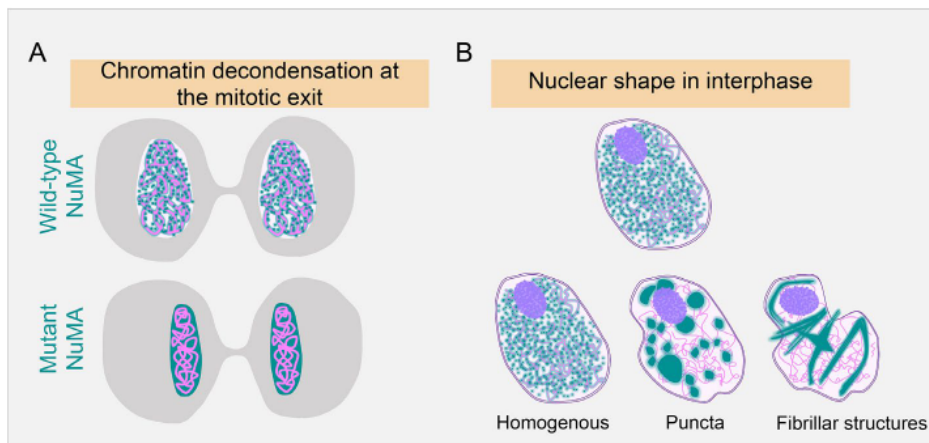 A
Chromatin decondensation at
the mitotic exit
B
Nuclear shape in interphase
Wild-type
NuMA
Mutant
NuMA
Homogenous
Puncta
Fibrillar structures